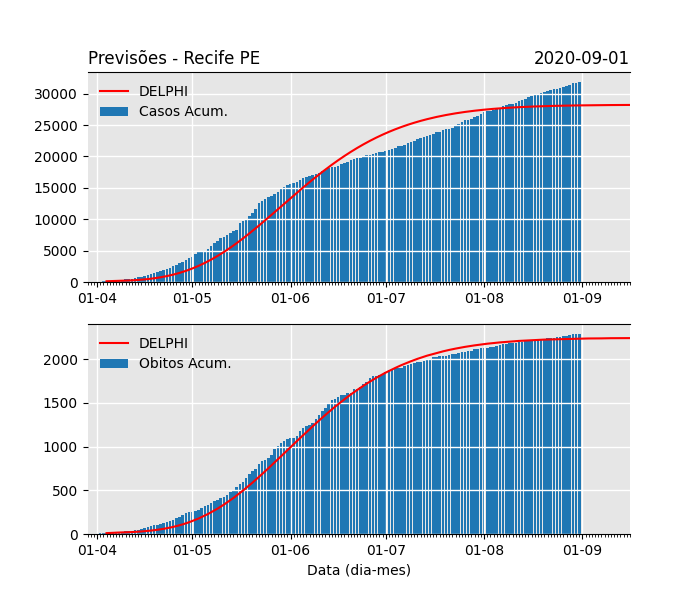 Previsões - Recife PE 2020-09-01
DELPHI
Casos Acum.
30000
25000
20000
15000
10000
5000
0
01-04 01-05 01-06 01-07 01-08 01-09
DELPHI
Obitos Acum.
2000
1500
1000
500
0
01-04 01-05 01-06 01-07 01-08 01-09
Data (dia-mes)